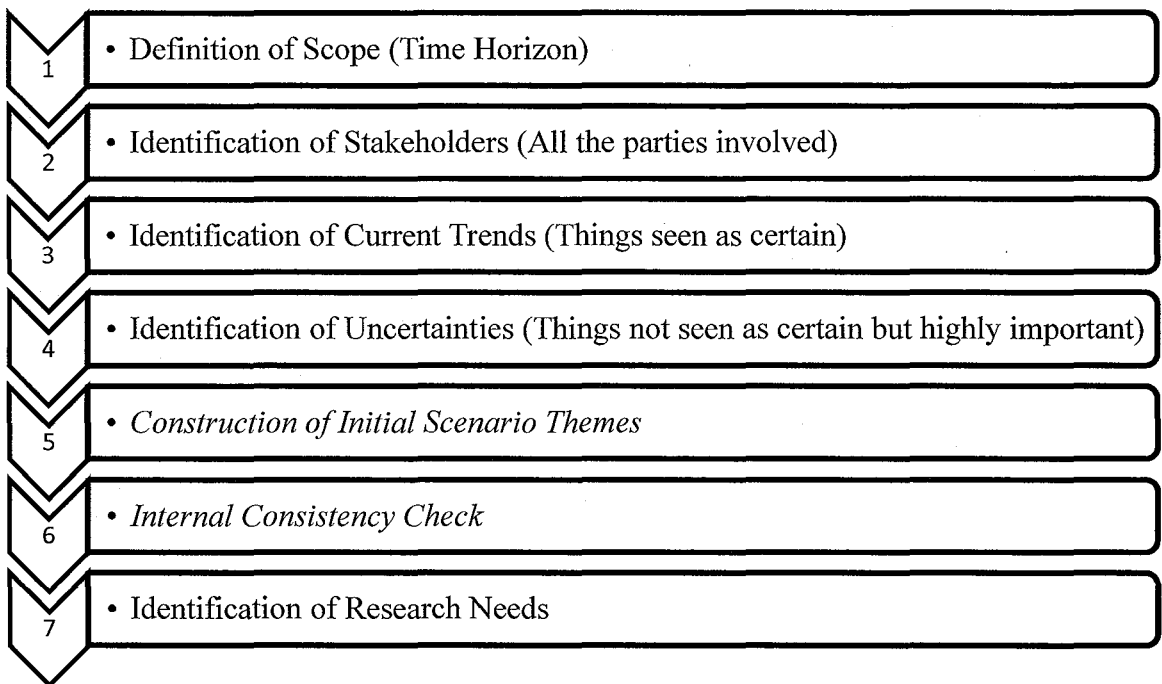 1 • Definition of Scope (Time Horizon)
2 • Identification of Stakeholders (All the parties involved)
3 • Identification of Current Trends (Things seen as certain)
4 • Identification of Uncertainties (Things not seen as certain but highly important)
5 • Construction of Initial Scenario Themes
6 • Internal Consistency Check
7 • Identification of Research Needs